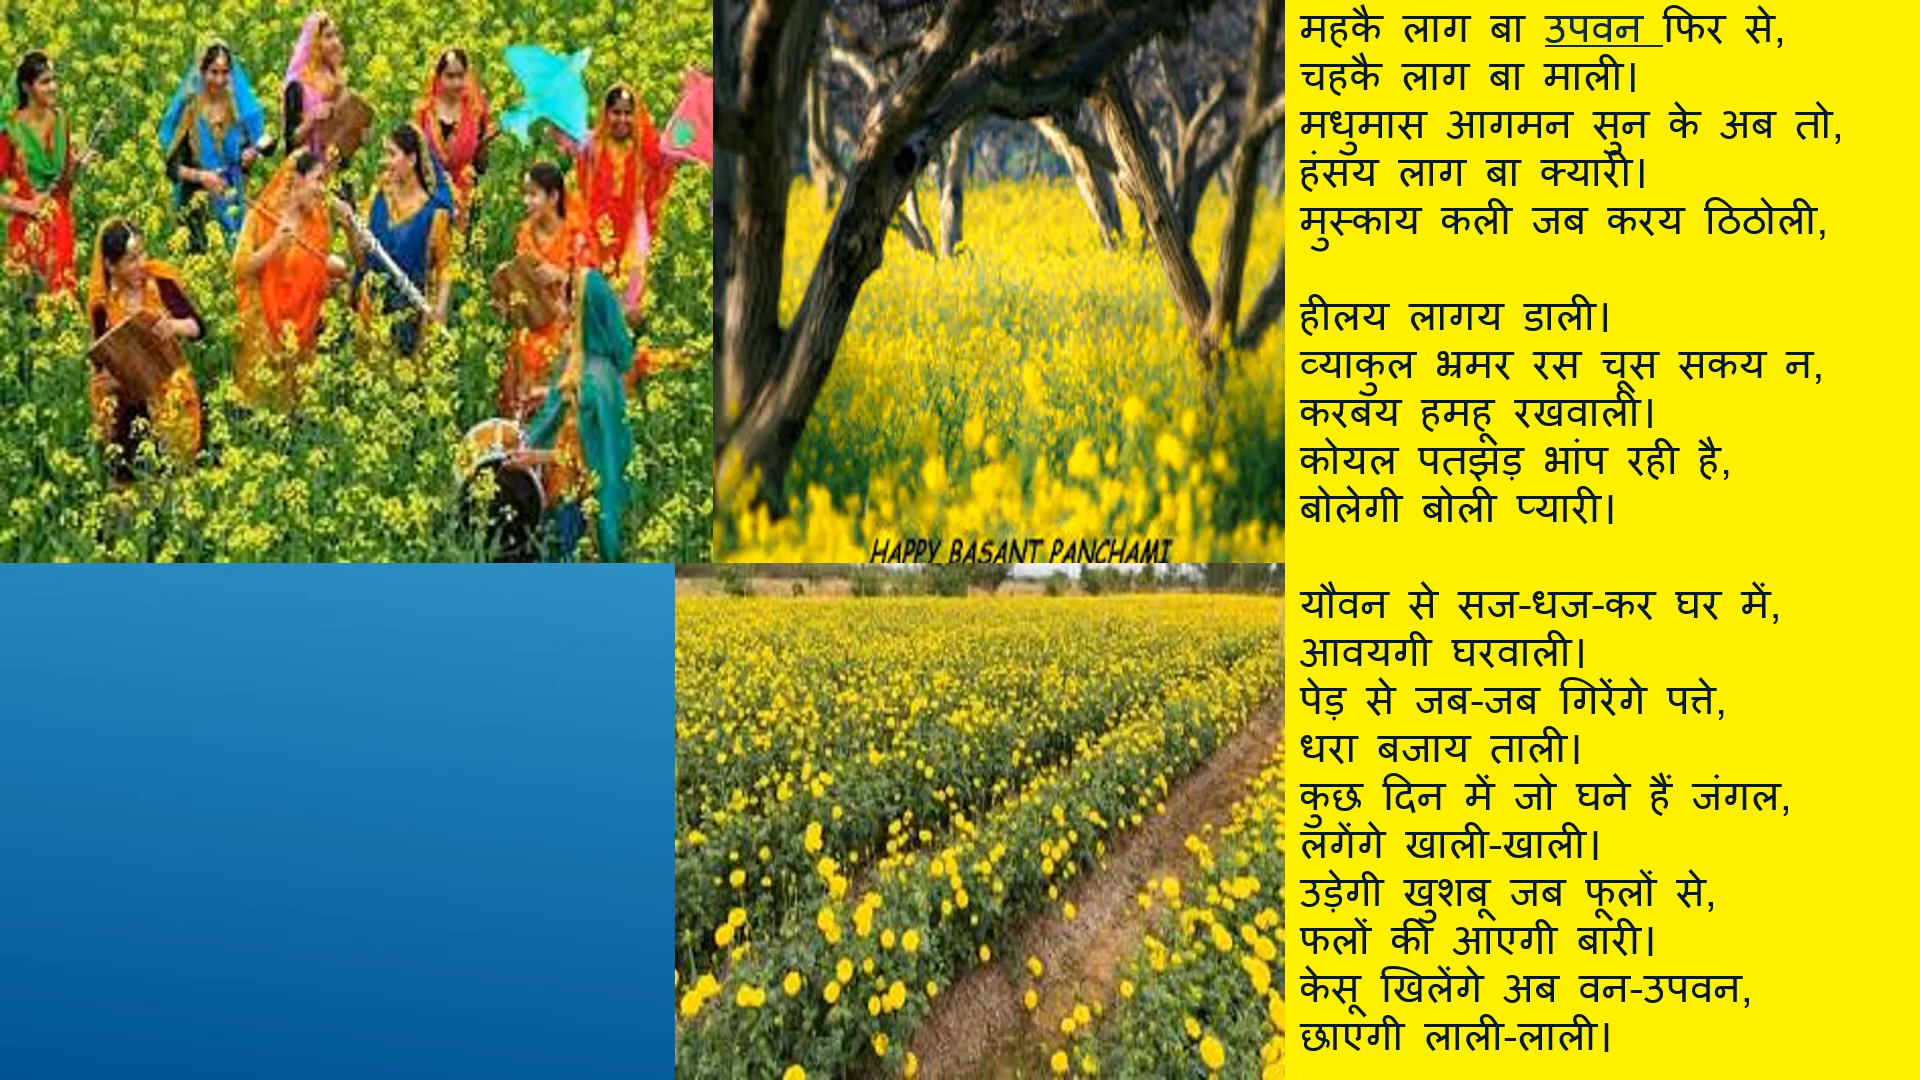 HAPPY BASANT PANCHAMI
महकै लाग बा उपवन फिर से,
चहकै लाग बा माली।
मधुमास आगमन सुन के अब तो,
हंसय लाग बा क्यारी।
मुस्काय कली जब करय ठिठोली,
हीलय लागय डाली।
व्याकुल भ्रमर रस चूस सकय न,
करबय हमहू रखवाली।
कोयल पतझड़ भांप रही है,
बोलेगी बोली प्यारी।
यौवन से सज-धज-कर घर में,
आवयगी घरवाली।
पेड़ से जब-जब गिरेंगे पत्ते,
धरा बजाय ताली।
कुछ दिन में जो घने हैं जंगल,
लगेंगे खाली-खाली।
उड़ेगी खुशबू जब फूलों से,
फलों की आएगी बारी।
केसू खिलेंगे अब वन-उपवन,
छाएगी लाली-लाली।